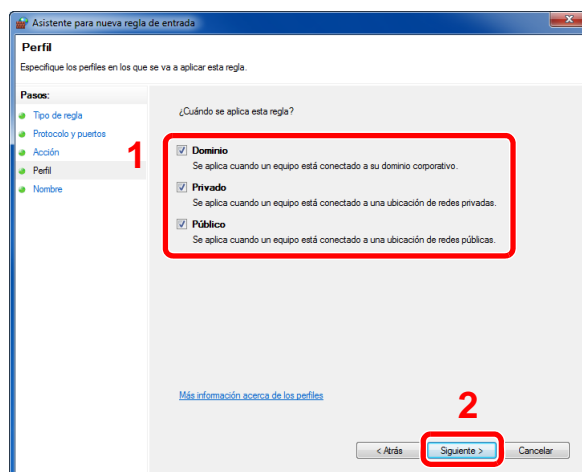 Asistente para nueva regla de entrada
Perfil
Especifique los perfiles en los que se va a aplicar esta regla.
Pasos:
Tipo de regla
Protocolo y puertos
Acción
Perfil
Nombre
¿Cuándo se aplica esta regla?
1
Dominio
Se aplica cuando un equipo está conectado a su dominio corporativo.
Privado
Se aplica cuando un equipo está conectado a una ubicación de redes privadas.
Público
Se aplica cuando un equipo está conectado a una ubicación de redes públicas.
Más información acerca de los perfiles
2
< Atrás
Siguiente >
Cancelar